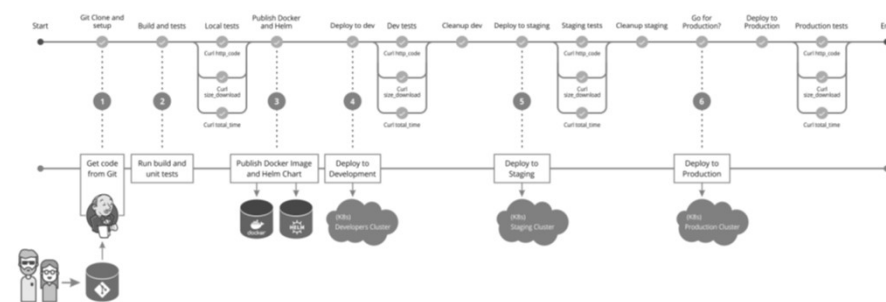 Start
Git Clone and
setup
Build and tests
Local tests
Publish Docker
and Helm
Deploy to dev
Dev tests
Cleanup dev
Deploy to staging
Staging tests
Cleanup staging
Go for
Production?
Deploy to
Production
Production tests
Curl http_code
Curl
size_download
Curl total_time
Curl http_code
Curl
size_download
Curl total_time
Curl http_code
Curl
size_download
Curl total_time
Curl http_code
Curl
size_download
Curl total_time
1
2
3
4
5
6
Get code
from Git
Run build and
unit tests
Publish Docker Image
and Helm Chart
Deploy to
Development
Deploy to
Staging
Deploy to
Production
docker
HELM
(K8s)
Developers Cluster
(K8s)
Staging Cluster
(K8s)
Production Cluster